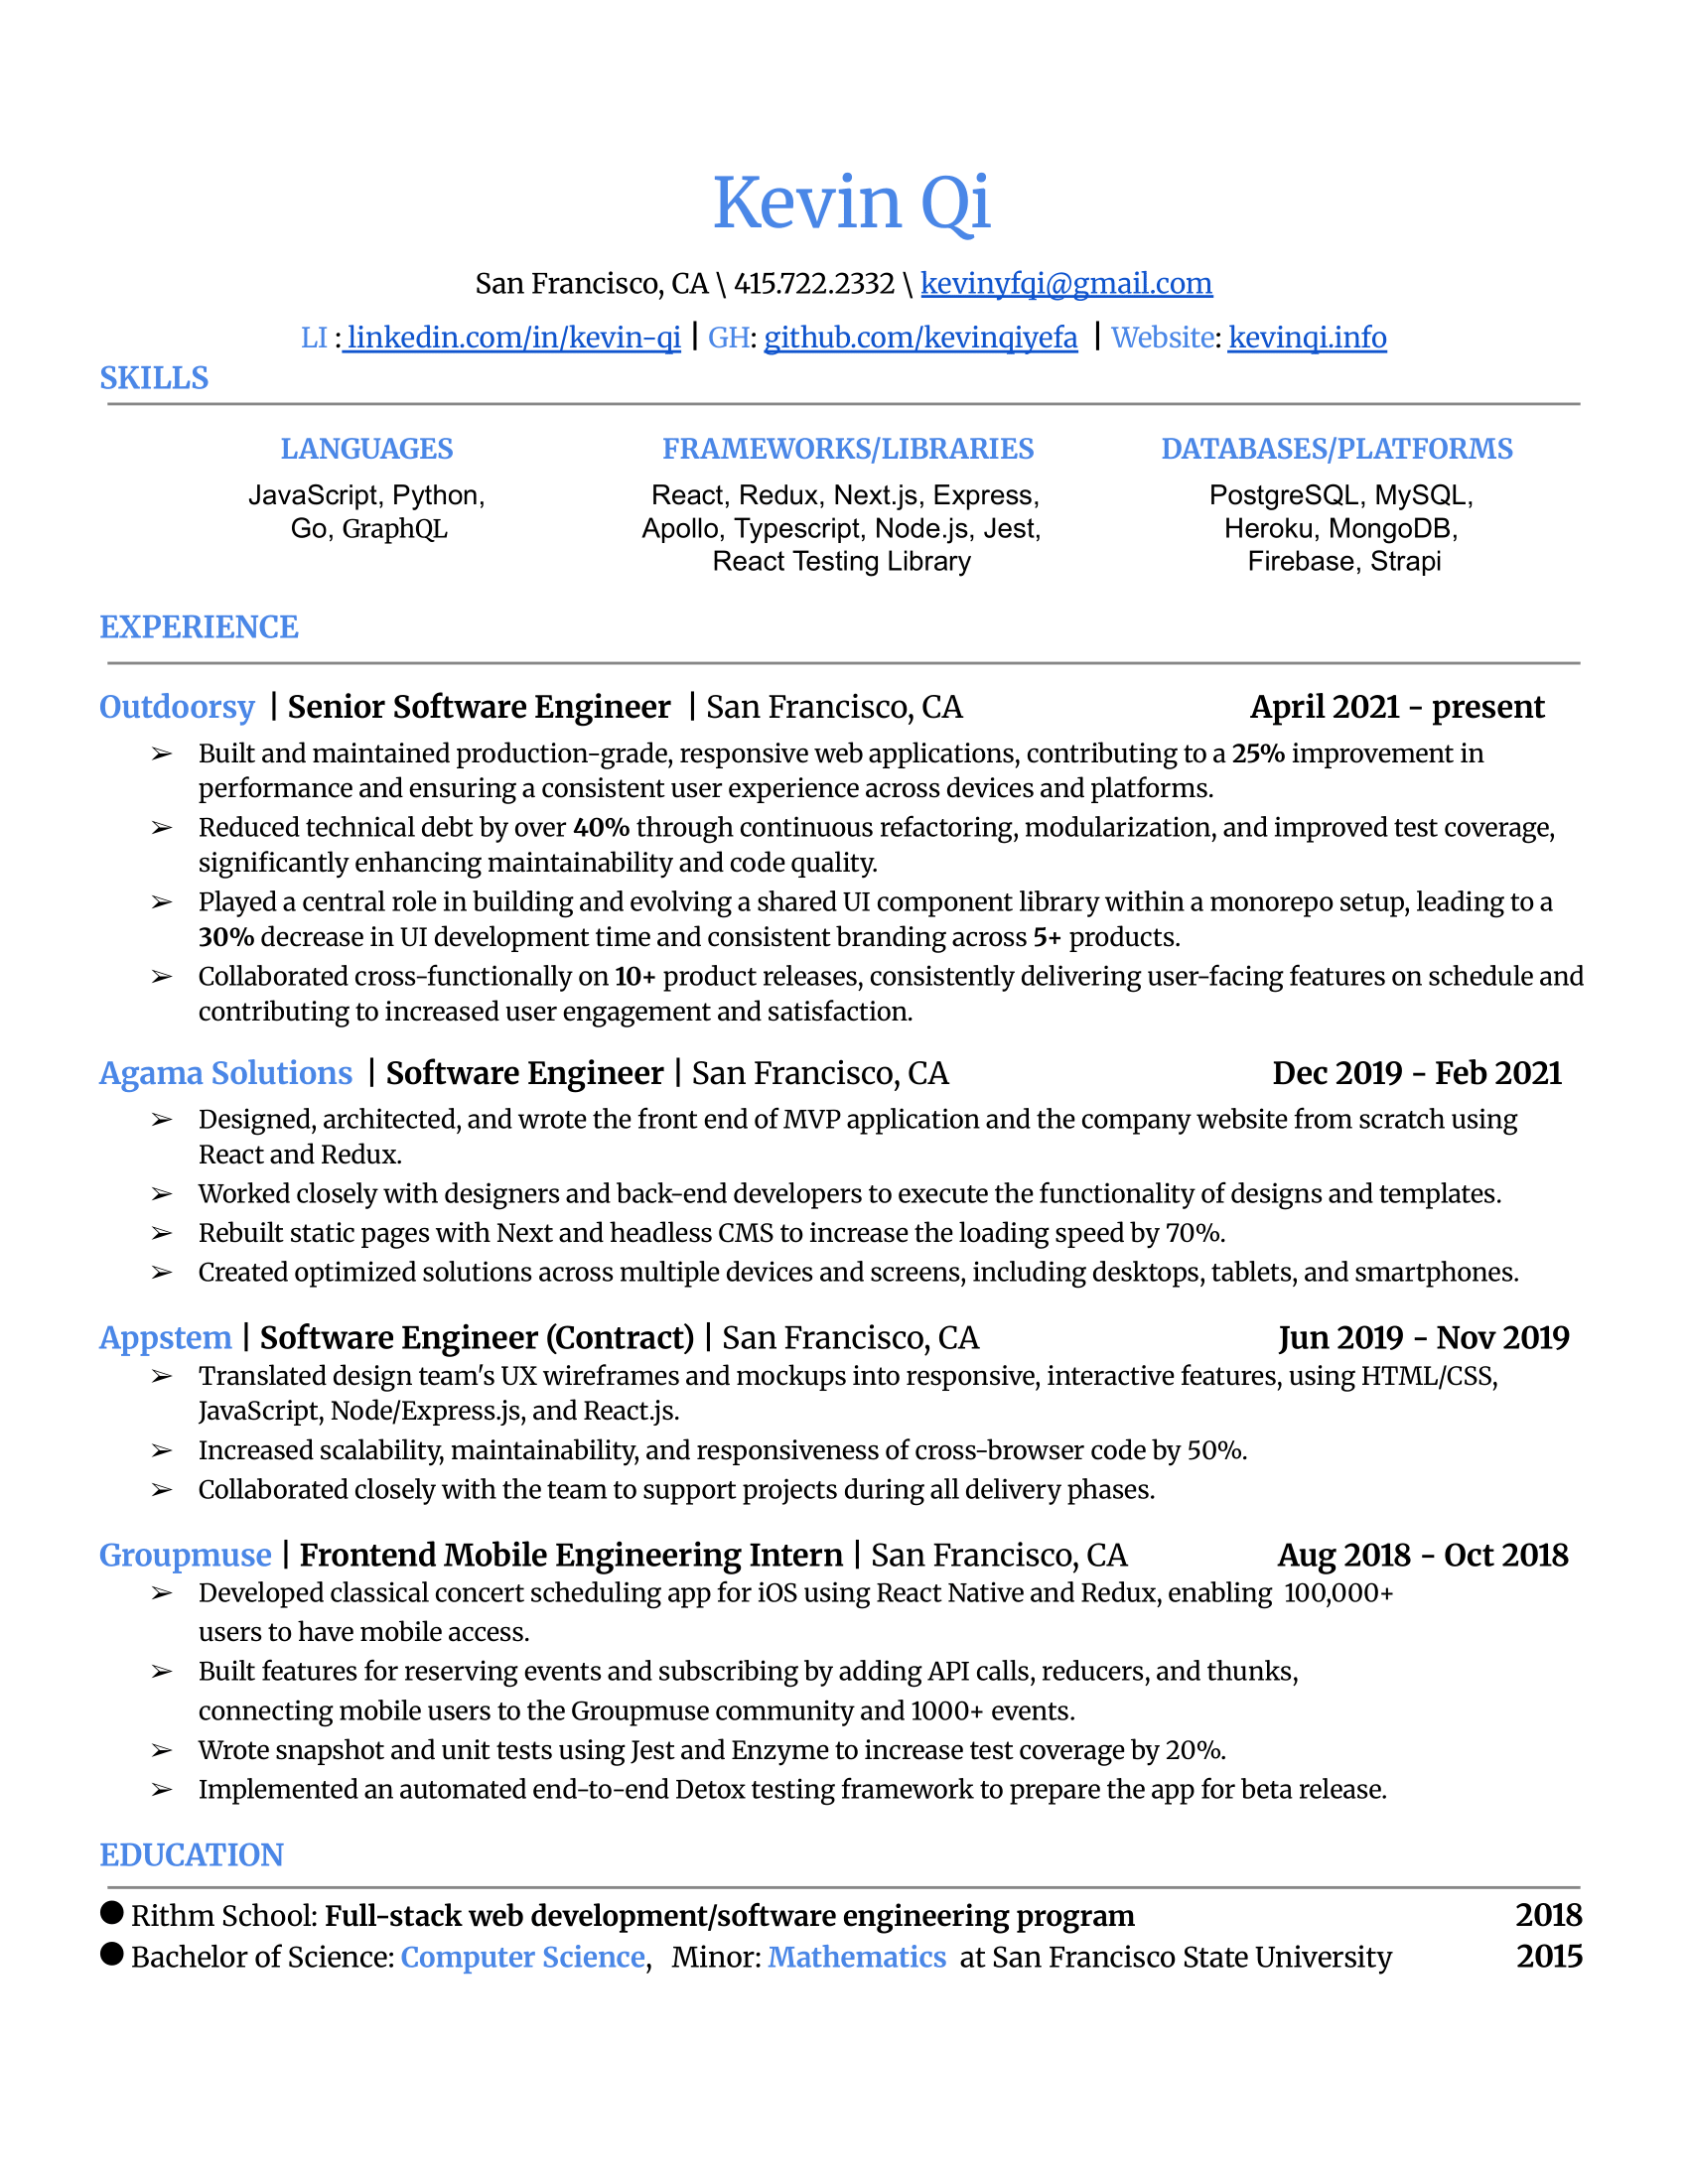 Kevin Qi
San Francisco, CA \ 415.722.2332 \ kevinyfqi@gmail.com
LI : linkedin.com/in/kevin-qi | GH: github.com/kevinqiyefa | Website: kevinqi.info
SKILLS
LANGUAGES
JavaScript, Python,
Go, GraphQL
FRAMEWORKS/LIBRARIES
React, Redux, Next.js, Express,
Apollo, Typescript, Node.js, Jest,
React Testing Library
DATABASES/PLATFORMS
PostgreSQL, MySQL,
Heroku, MongoDB,
Firebase, Strapi
EXPERIENCE
Outdoorsy | Senior Software Engineer | San Francisco, CA April 2021 - present
➢ Built and maintained production-grade, responsive web applications, contributing to a 25% improvement in
performance and ensuring a consistent user experience across devices and platforms.
➢ Reduced technical debt by over 40% through continuous refactoring, modularization, and improved test coverage,
significantly enhancing maintainability and code quality.
➢ Played a central role in building and evolving a shared UI component library within a monorepo setup, leading to a
30% decrease in UI development time and consistent branding across 5+ products.
➢ Collaborated cross-functionally on 10+ product releases, consistently delivering user-facing features on schedule and
contributing to increased user engagement and satisfaction.
Agama Solutions | Software Engineer | San Francisco, CA Dec 2019 - Feb 2021
➢ Designed, architected, and wrote the front end of MVP application and the company website from scratch using
React and Redux.
➢ Worked closely with designers and back-end developers to execute the functionality of designs and templates.
➢ Rebuilt static pages with Next and headless CMS to increase the loading speed by 70%.
➢ Created optimized solutions across multiple devices and screens, including desktops, tablets, and smartphones.
Appstem | Software Engineer (Contract) | San Francisco, CA Jun 2019 - Nov 2019
➢ Translated design team's UX wireframes and mockups into responsive, interactive features, using HTML/CSS,
JavaScript, Node/Express.js, and React.js.
➢ Increased scalability, maintainability, and responsiveness of cross-browser code by 50%.
➢ Collaborated closely with the team to support projects during all delivery phases.
Groupmuse | Frontend Mobile Engineering Intern | San Francisco, CA Aug 2018 - Oct 2018
➢ Developed classical concert scheduling app for iOS using React Native and Redux, enabling 100,000+
users to have mobile access.
➢ Built features for reserving events and subscribing by adding API calls, reducers, and thunks,
connecting mobile users to the Groupmuse community and 1000+ events.
➢ Wrote snapshot and unit tests using Jest and Enzyme to increase test coverage by 20%.
➢ Implemented an automated end-to-end Detox testing framework to prepare the app for beta release.
EDUCATION
● Rithm School: Full-stack web development/software engineering program 2018
● Bachelor of Science: Computer Science, Minor: Mathematics at San Francisco State University 2015